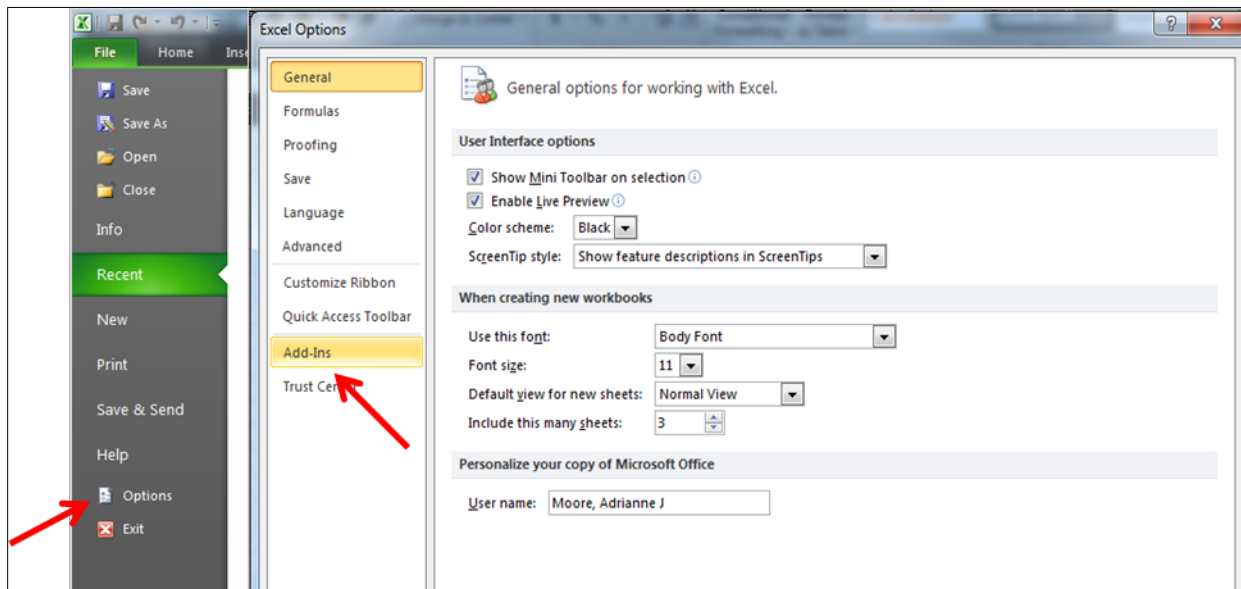 File Home Inse
Save
Save As
Open
Close
Info
Recent
New
Print
Save & Send
Help
Options
Exit
Excel Options
General
Formulas
Proofing
Save
Language
Advanced
Customize Ribbon
Quick Access Toolbar
Add-Ins
Trust Cen
General options for working with Excel.
User Interface options
Show Mini Toolbar on selection
Enable Live Preview
Color scheme: Black
ScreenTip style: Show feature descriptions in ScreenTips
When creating new workbooks
Use this font: Body Font
Font size: 11
Default view for new sheets: Normal View
Include this many sheets: 3
Personalize your copy of Microsoft Office
User name: Moore, Adrianne J